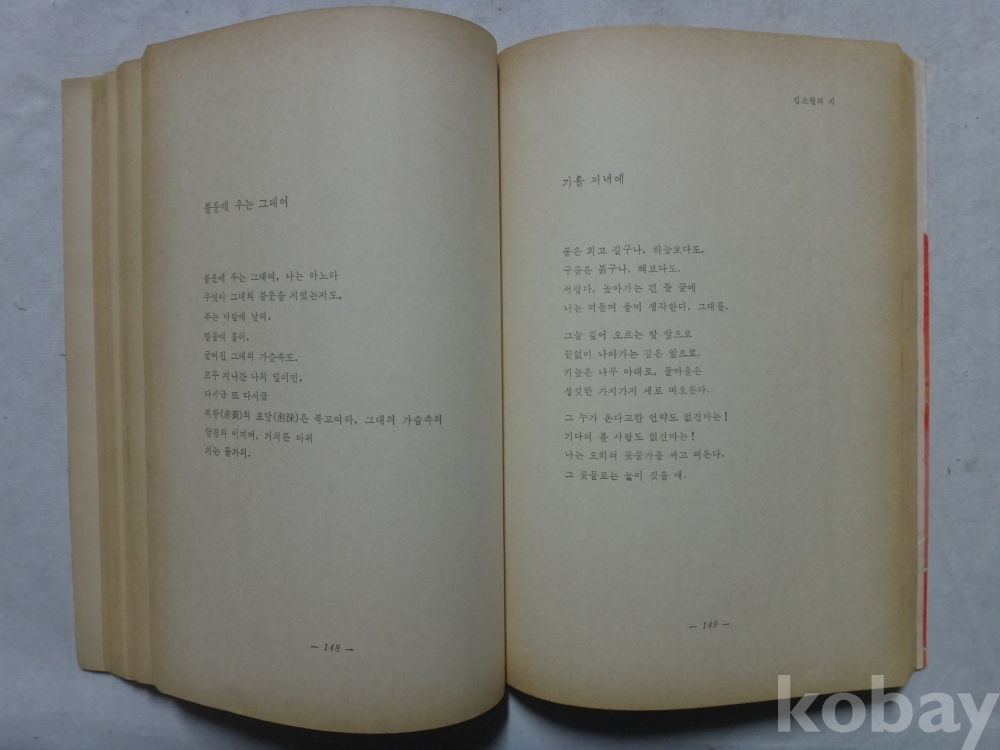 불운에 우는 그대여
불운에 우는 그대여, 나는 아노라
무엇이 그대의 불운을 지었는지도,
부는 바람에 날려,
밀물에 흘러,
굳어진 그대의 가슴속도.
모두 지나간 나의 일이면,
다시금 또 다시금
적황(赤黃)의 포말(泡沫)은 북고여라, 그대의 가슴속의
암청의 이끼여, 거치른 바위
치는 물가의.
— 148 —
김소월의 시
가을 저녁에
물은 희고 길구나, 하늘보다도.
구름은 붉구나, 해보다도.
서럽다, 높아가는 긴 들 끝에
나는 떠돌며 울며 생각한다, 그대를.
그늘 깊어 오르는 발 앞으로
끝없이 나아가는 길은 앞으로.
키높은 나무 아래로, 물마을은
성깃한 가지가지 새로 떠오른다.
그 누가 온다고한 언약도 없건마는!
기다려 볼 사람도 없건마는!
나는 오히려 못물가를 싸고 떠돈다.
그 못물로는 놀이 잦을 때.
— 149 —
kobay